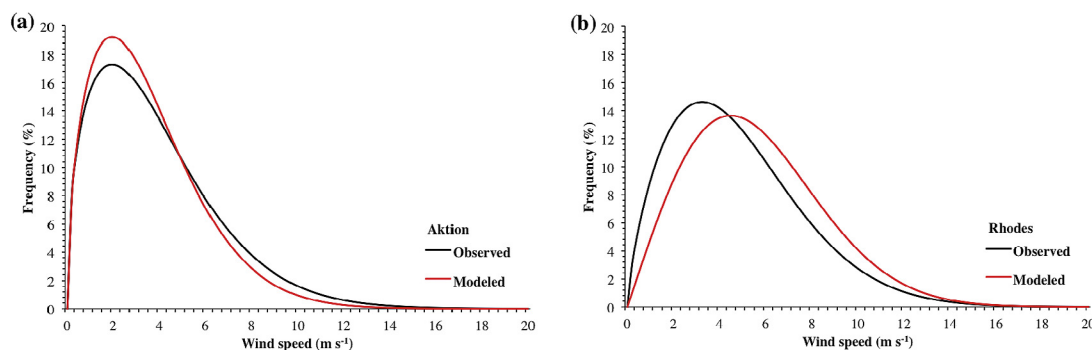 (a)
20
18
16
14
12
10
8
6
4
2
0
Frequency (%)
Aktion
Observed
Modeled
0 2 4 6 8 10 12 14 16 18 20
Wind speed (m s⁻¹)
(b)
20
18
16
14
12
10
8
6
4
2
0
Frequency (%)
Rhodes
Observed
Modeled
0 2 4 6 8 10 12 14 16 18 20
Wind speed (m s⁻¹)